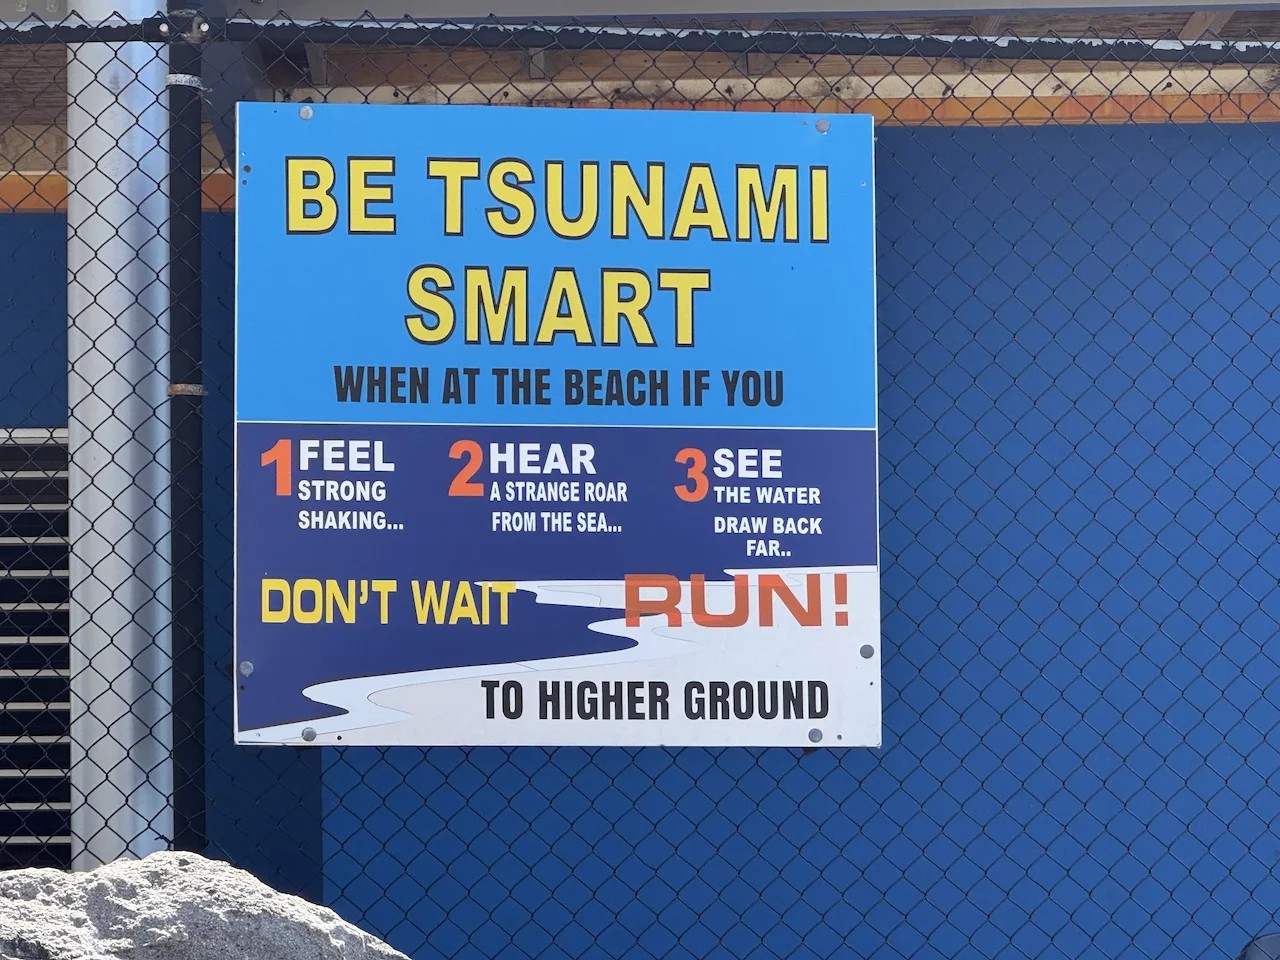 BE TSUNAMI
SMART
WHEN AT THE BEACH IF YOU
1 FEEL
STRONG
SHAKING...
2 HEAR
A STRANGE ROAR
FROM THE SEA...
3 SEE
THE WATER
DRAW BACK
FAR..
DON'T WAIT RUN!
TO HIGHER GROUND